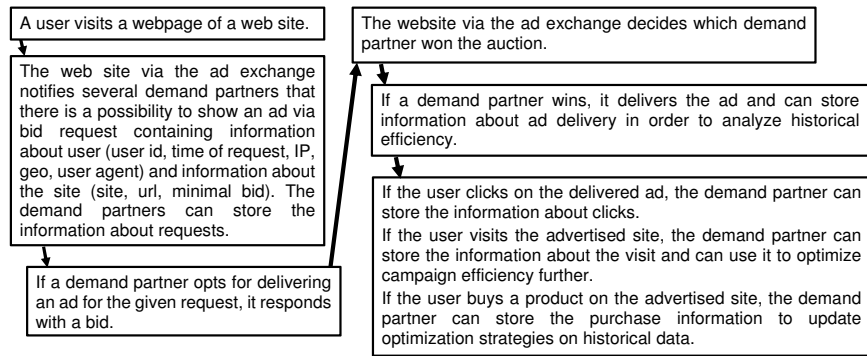 A user visits a webpage of a web site.
The web site via the ad exchange
notifies several demand partners that
there is a possibility to show an ad via
bid request containing information
about user (user id, time of request, IP,
geo, user agent) and information about
the site (site, url, minimal bid). The
demand partners can store the
information about requests.
If a demand partner opts for delivering
an ad for the given request, it responds
with a bid.
The website via the ad exchange decides which demand
partner won the auction.
If a demand partner wins, it delivers the ad and can store
information about ad delivery in order to analyze historical
efficiency.
If the user clicks on the delivered ad, the demand partner can
store the information about clicks.
If the user visits the advertised site, the demand partner can
store the information about the visit and can use it to optimize
campaign efficiency further.
If the user buys a product on the advertised site, the demand
partner can store the purchase information to update
optimization strategies on historical data.